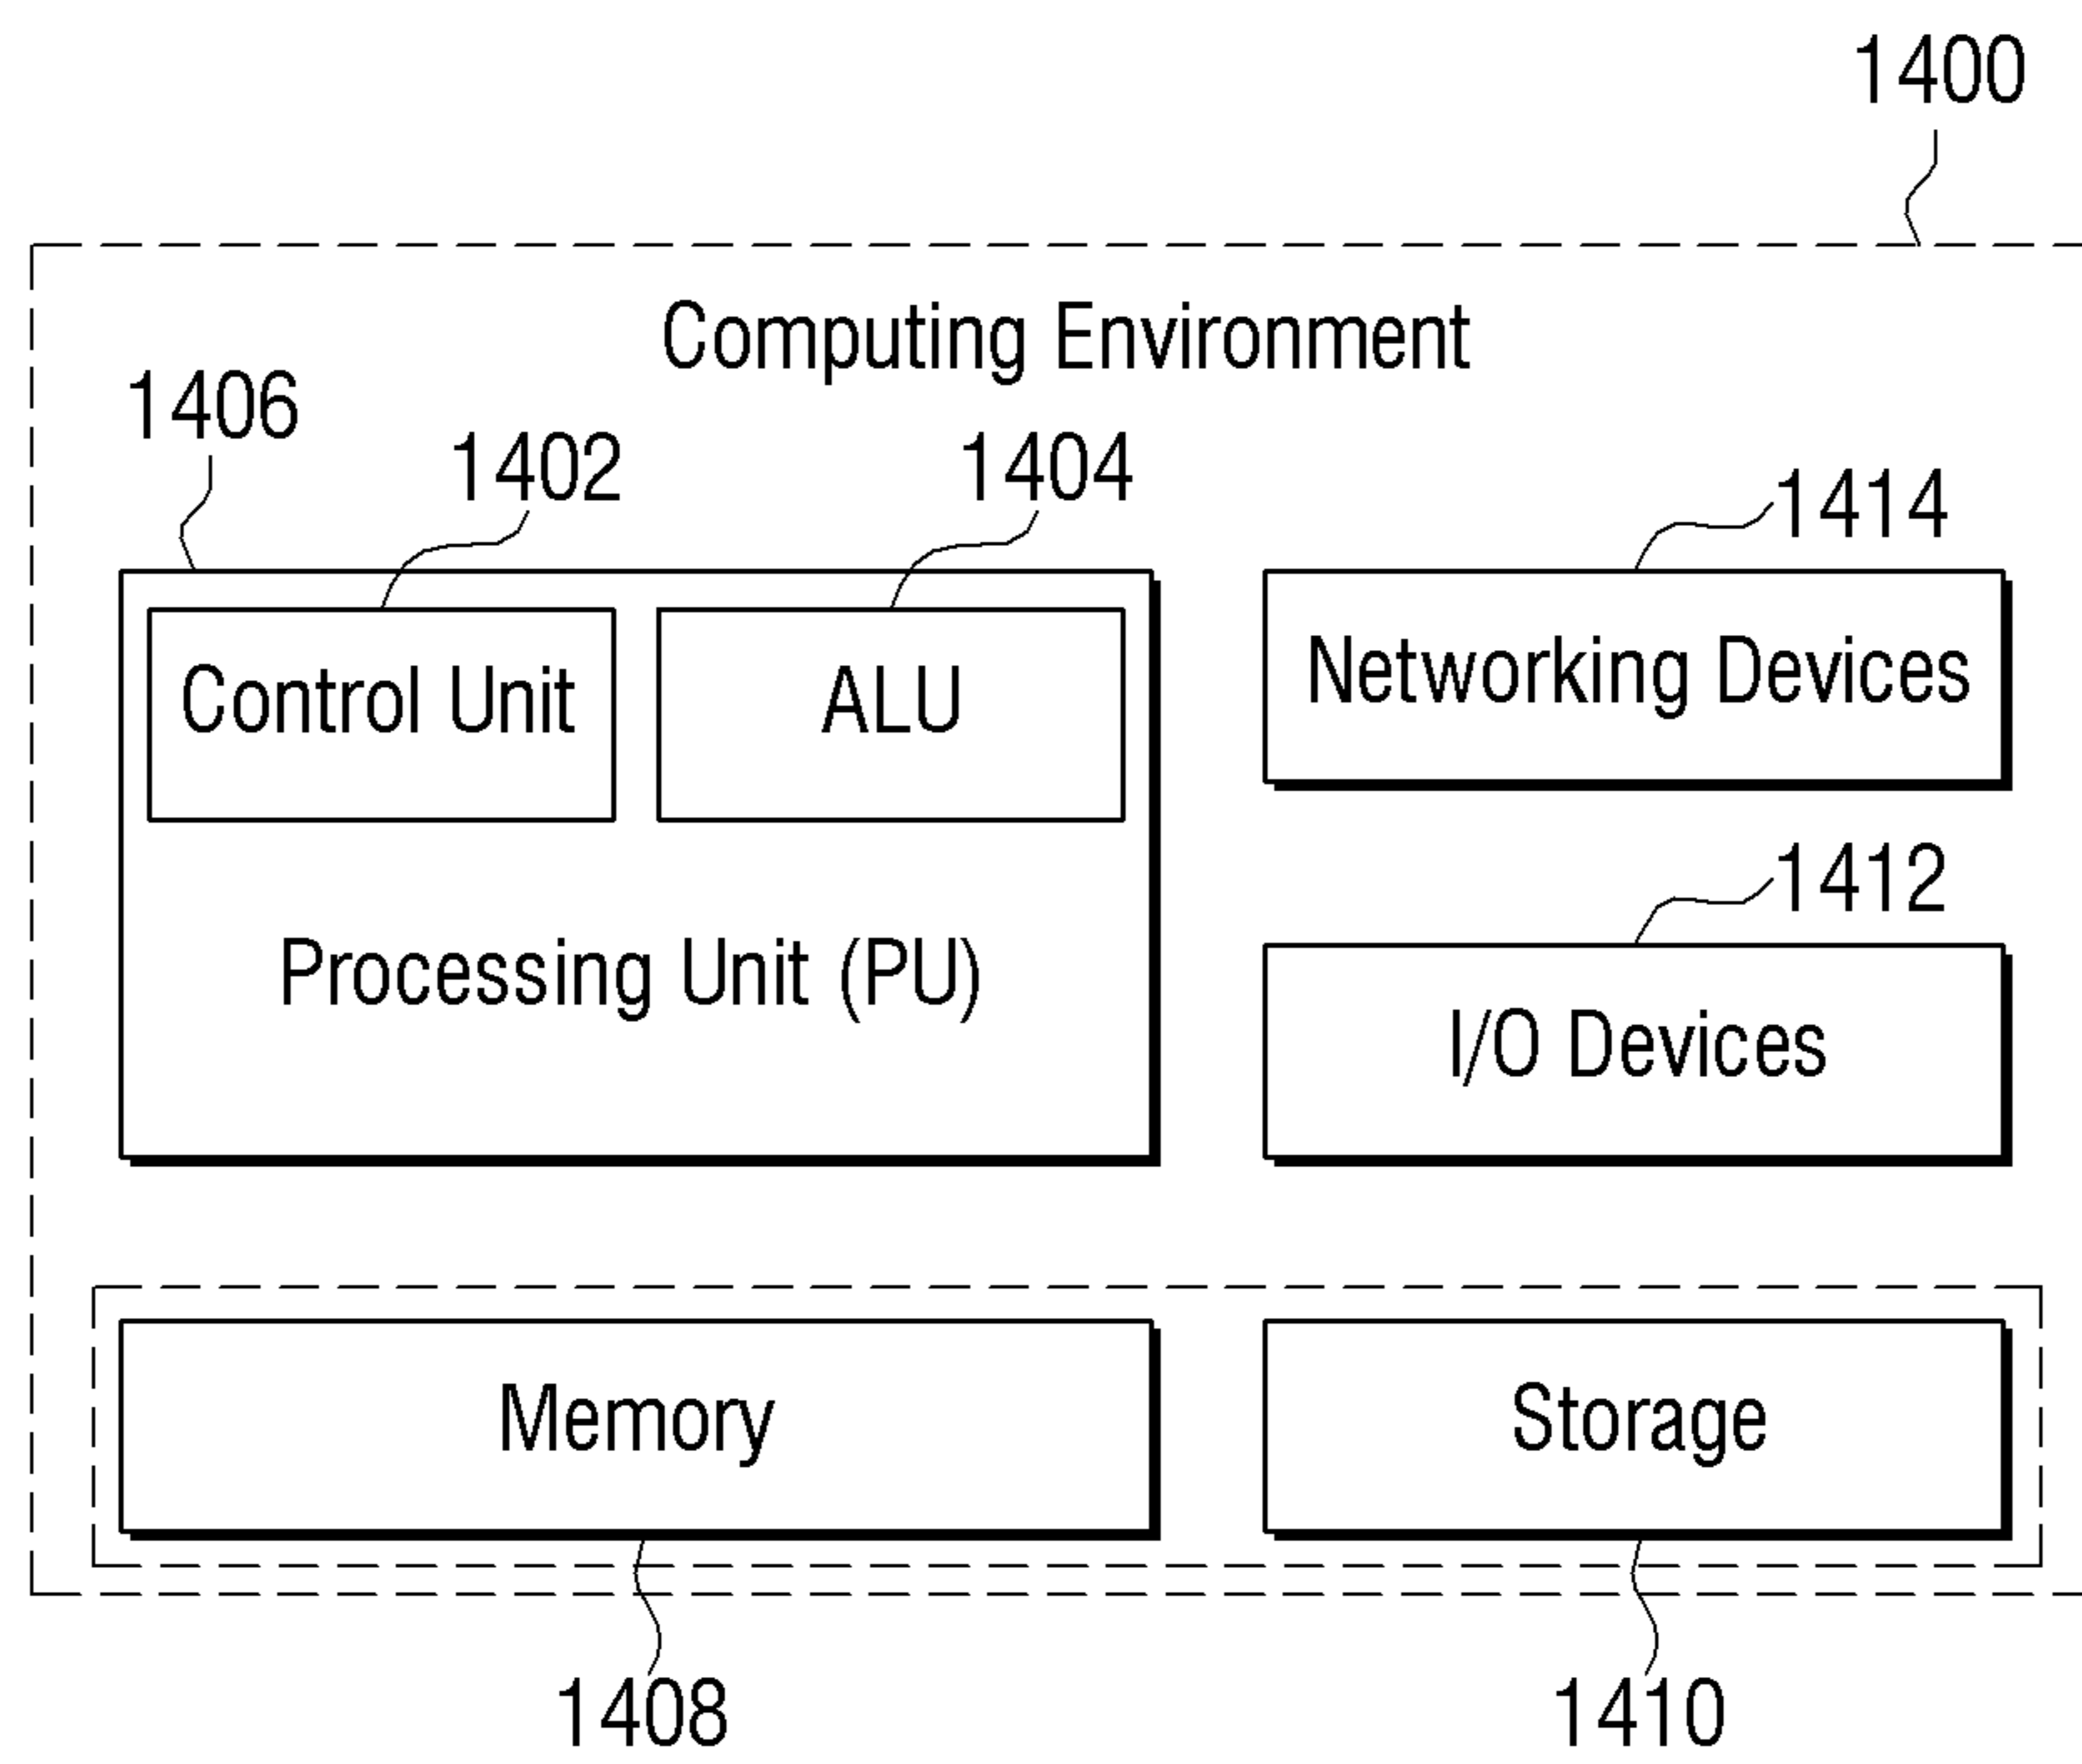 1400
Computing Environment
1406
1402
1404
1414
Control Unit
ALU
Networking Devices
1412
Processing Unit (PU)
I/O Devices
Memory
Storage
1408
1410